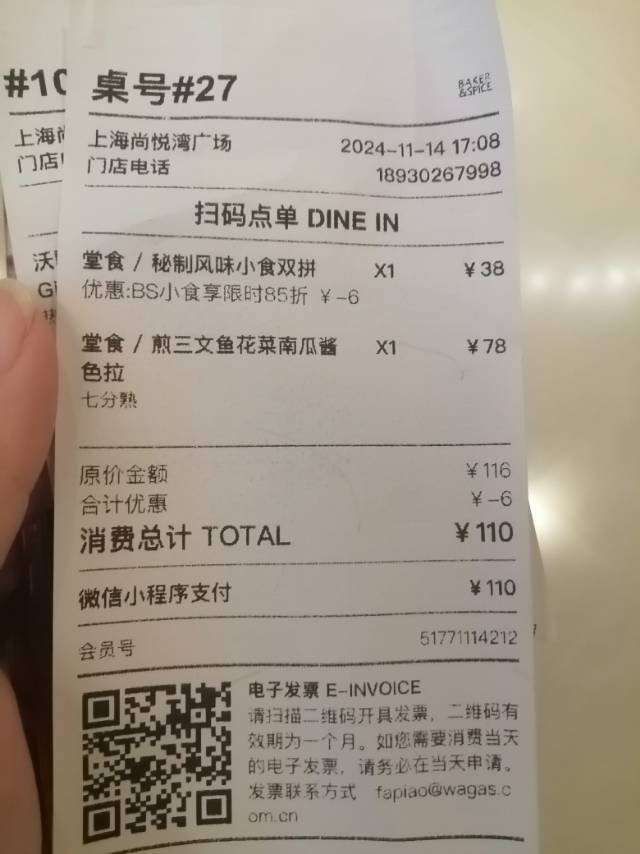 #10
桌号#27
BAKER
&SPICE
上海尚
上海尚悦湾广场 2024-11-14 17:08
门店
门店电话 18930267998
扫码点单 DINE IN
沃
堂食 / 秘制风味小食双拼 X1 ¥38
优惠:BS小食享限时85折 ¥-6
堂食 / 煎三文鱼花菜南瓜酱 X1 ¥78
色拉
七分熟
原价金额 ¥116
合计优惠 ¥-6
消费总计 TOTAL ¥110
微信小程序支付 ¥110
会员号 51771114212
电子发票 E-INVOICE
请扫描二维码开具发票，二维码有
效期为一个月。如您需要消费当天
的电子发票，请务必在当天申请。
发票联系方式 fapiao@wagas.c
om.cn